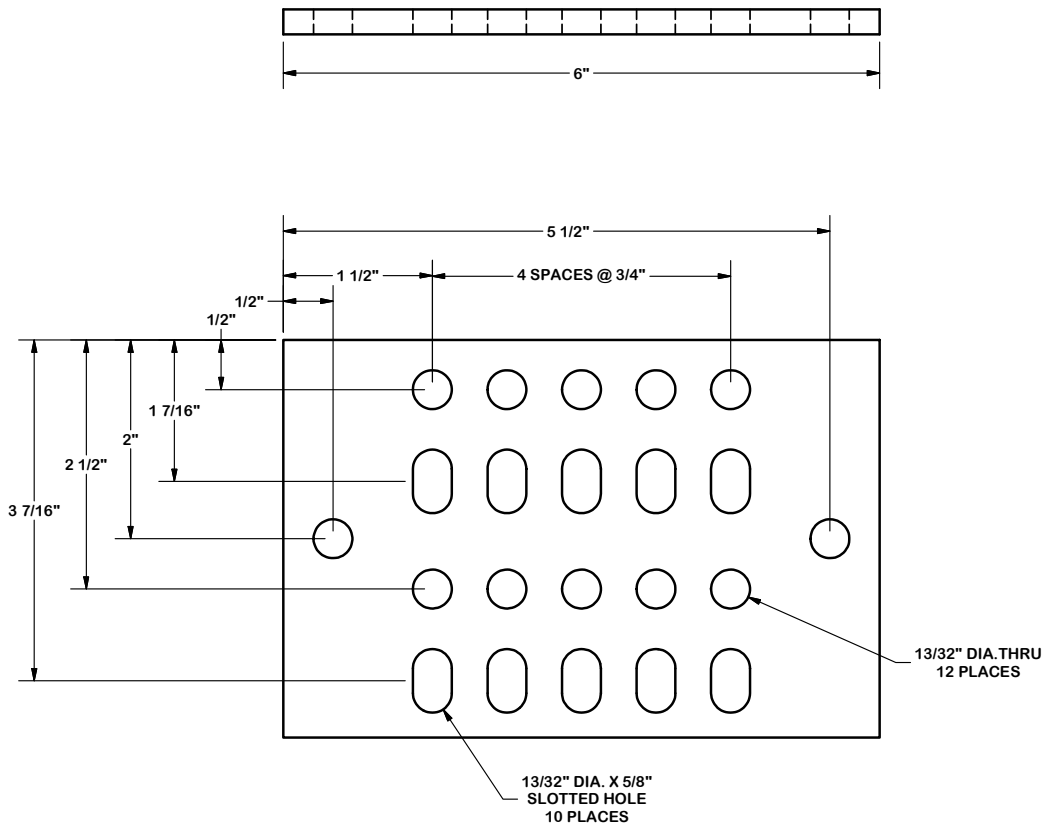 6"
5 1/2"
1 1/2"
4 SPACES @ 3/4"
1/2"
1/2"
1 7/16"
2"
2 1/2"
3 7/16"
13/32" DIA.THRU
12 PLACES
13/32" DIA. X 5/8"
SLOTTED HOLE
10 PLACES